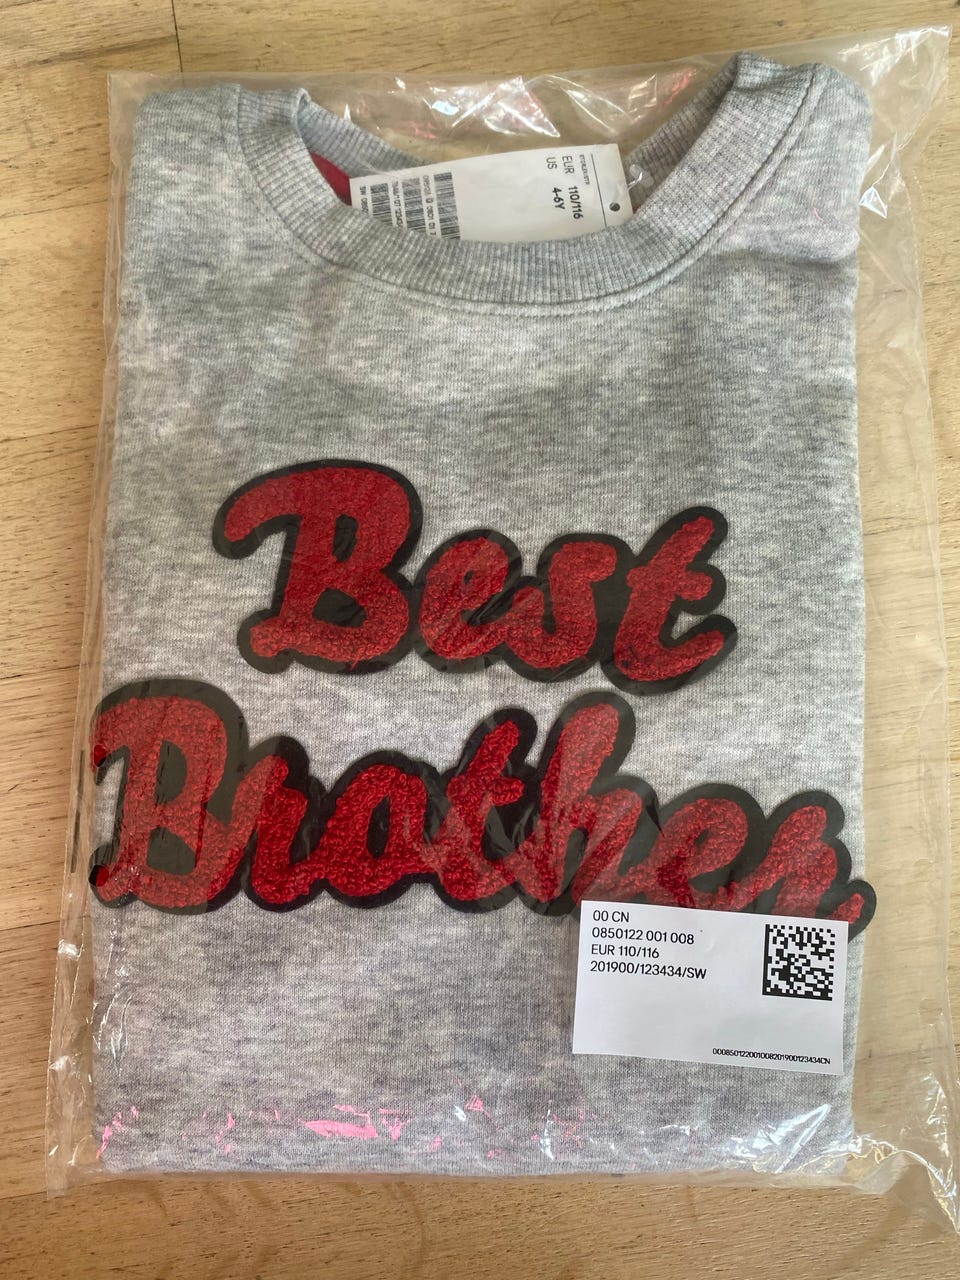 EUR 110/116
US 4-6Y
Best
Brother
00 CN
0850122 001 008
EUR 110/116
201900/123434/SW
000850122001008201900123434CN